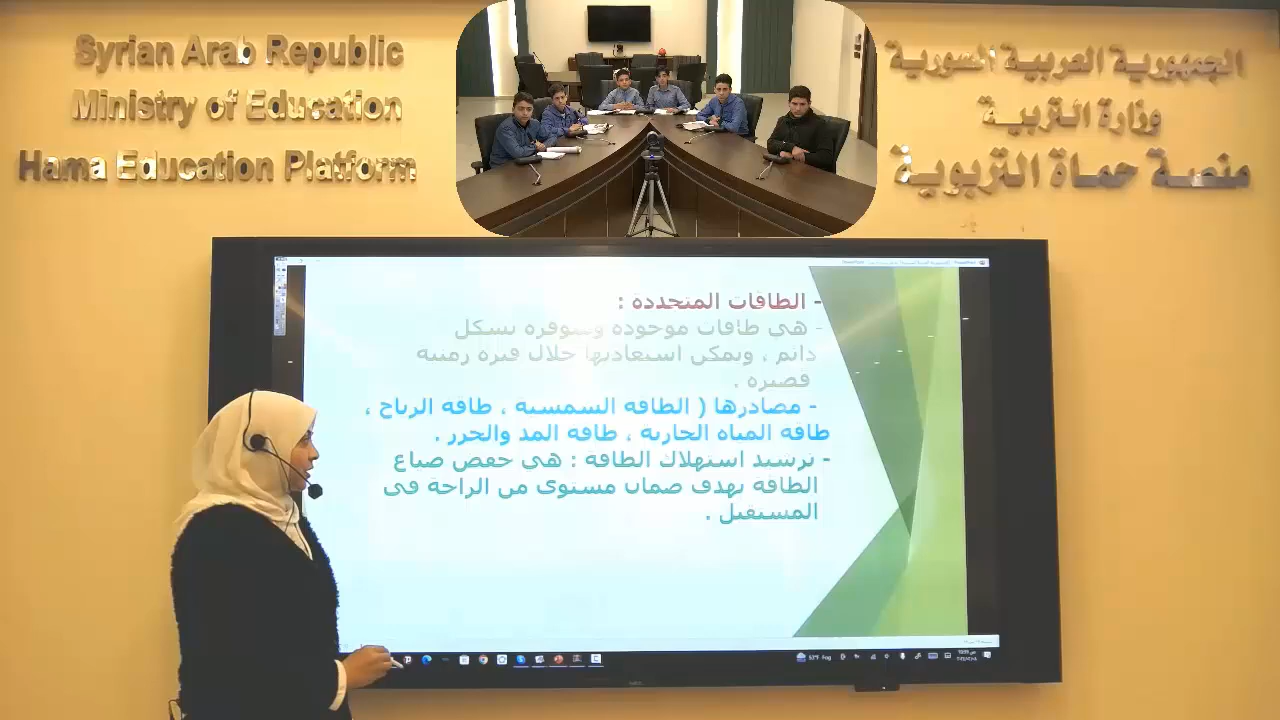 Syrian Arab Republic
Ministry of Education
Hama Education Platform
الجمهورية العربية السورية
وزارة التربية
منصة حماة التربوية
- الطاقات المتجددة :
- هي طاقات موجودة ومتوفرة بشكل
دائم ، ويمكن استعادتها خلال فترة زمنية
قصيرة .
- مصادرها ( الطاقة الشمسية ، طاقة الرياح ،
طاقة المياه الجارية ، طاقة المد والجزر .
- ترشيد استهلاك الطاقة : هي خفض ضياع
الطاقة بهدف ضمان مستوى من الراحة في
المستقبل .
Fog